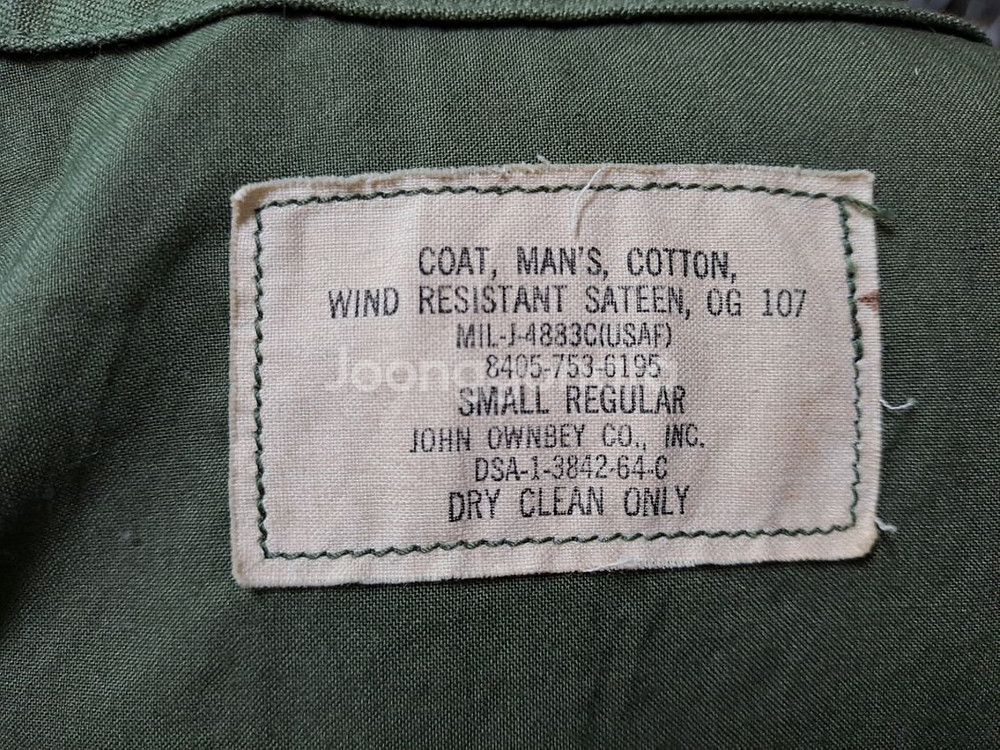 COAT, MAN'S, COTTON,
WIND RESISTANT SATEEN, OG 107
MIL-J-4883C(USAF)
8405-753-6195
SMALL REGULAR
JOHN OWNBEY CO., INC.
DSA-1-3842-64-C
DRY CLEAN ONLY